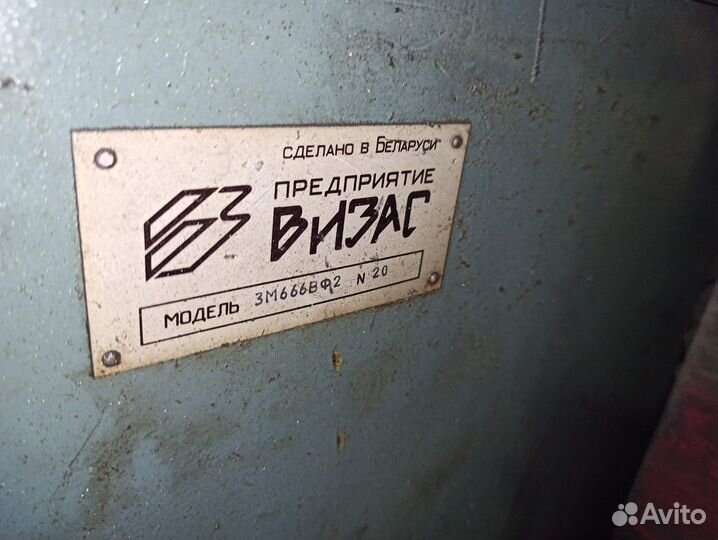 СДЕЛАНО В БЕЛАРУСИ
ПРЕДПРИЯТИЕ
ВИЗАС
МОДЕЛЬ 3М666ВФ2 N 20
Avito